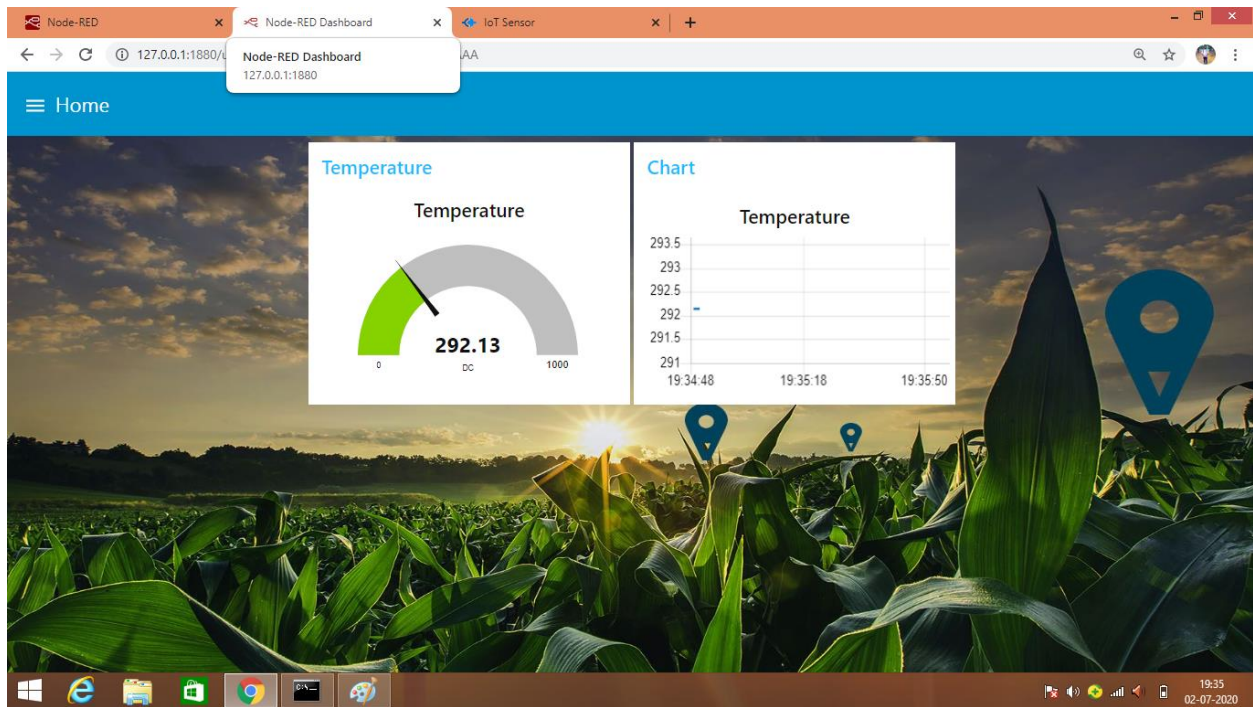 Node-RED
Node-RED Dashboard
IoT Sensor
127.0.0.1:1880/u
AA
Node-RED Dashboard
127.0.0.1:1880
Home
Temperature
Temperature
292.13
0
DC
1000
Chart
Temperature
293.5
293
292.5
292
291.5
291
19:34:48
19:35:18
19:35:50
19:35
02-07-2020